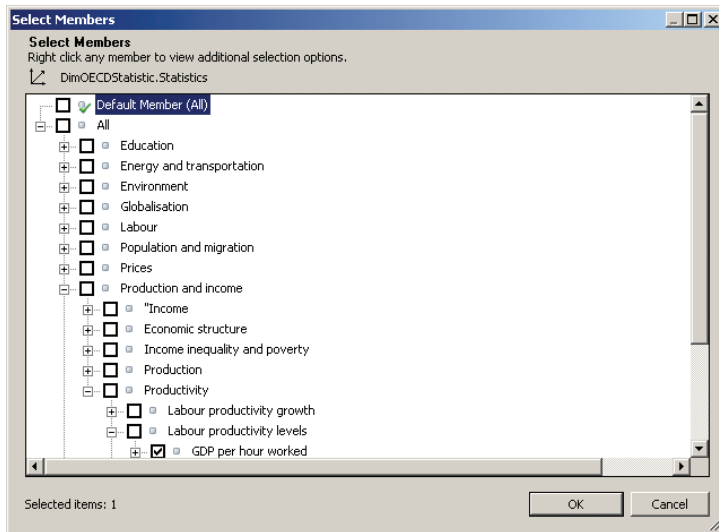 Select Members
Select Members
Right click any member to view additional selection options.
DimOECDStatistic.Statistics
Default Member (All)
All
Education
Energy and transportation
Environment
Globalisation
Labour
Population and migration
Prices
Production and income
"Income
Economic structure
Income inequality and poverty
Production
Productivity
Labour productivity growth
Labour productivity levels
GDP per hour worked
Selected items: 1
OK Cancel